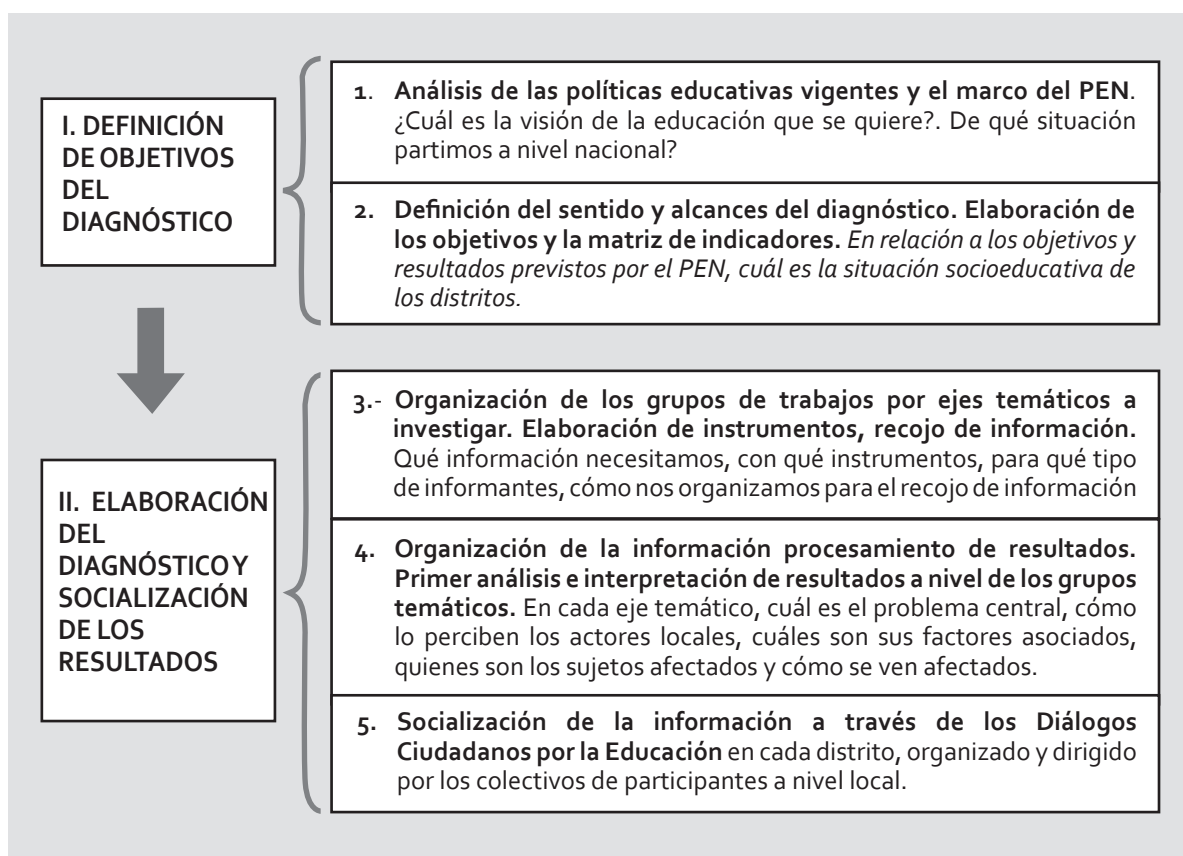 I. DEFINICIÓN
DE OBJETIVOS
DEL
DIAGNÓSTICO
1. Análisis de las políticas educativas vigentes y el marco del PEN.
¿Cuál es la visión de la educación que se quiere?. De qué situación
partimos a nivel nacional?
2. Definición del sentido y alcances del diagnóstico. Elaboración de
los objetivos y la matriz de indicadores. En relación a los objetivos y
resultados previstos por el PEN, cuál es la situación socioeducativa de
los distritos.
II. ELABORACIÓN
DEL
DIAGNÓSTICO Y
SOCIALIZACIÓN
DE LOS
RESULTADOS
3.- Organización de los grupos de trabajos por ejes temáticos a
investigar. Elaboración de instrumentos, recojo de información.
Qué información necesitamos, con qué instrumentos, para qué tipo
de informantes, cómo nos organizamos para el recojo de información
4. Organización de la información procesamiento de resultados.
Primer análisis e interpretación de resultados a nivel de los grupos
temáticos. En cada eje temático, cuál es el problema central, cómo
lo perciben los actores locales, cuáles son sus factores asociados,
quienes son los sujetos afectados y cómo se ven afectados.
5. Socialización de la información a través de los Diálogos
Ciudadanos por la Educación en cada distrito, organizado y dirigido
por los colectivos de participantes a nivel local.